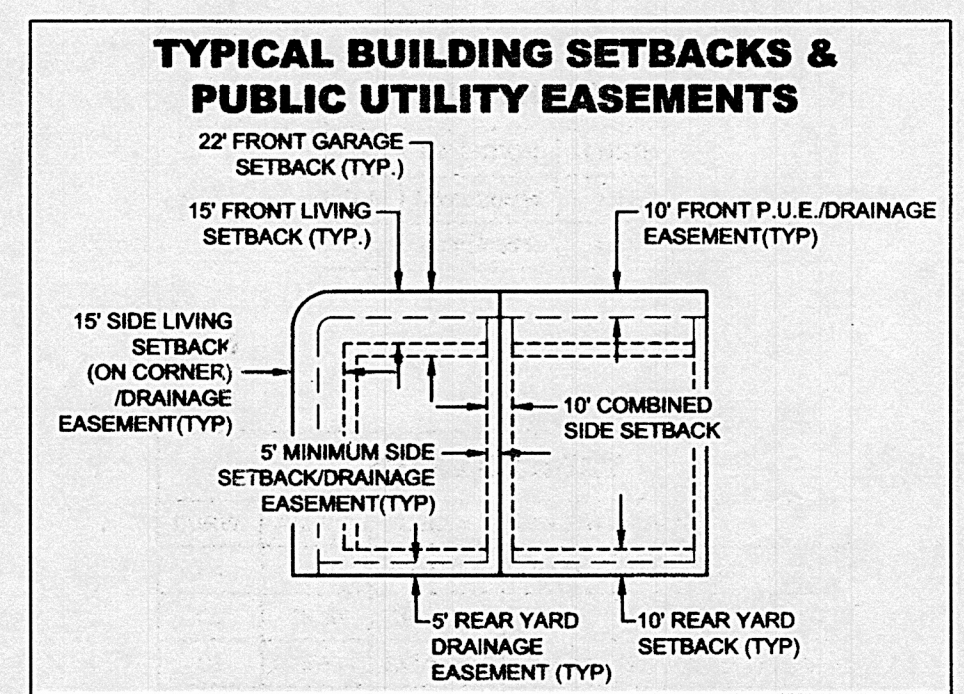 TYPICAL BUILDING SETBACKS &
PUBLIC UTILITY EASEMENTS
22' FRONT GARAGE
SETBACK (TYP.)
15' FRONT LIVING
SETBACK (TYP.)
10' FRONT P.U.E./DRAINAGE
EASEMENT(TYP)
15' SIDE LIVING
SETBACK
(ON CORNER)
/DRAINAGE
EASEMENT(TYP)
10' COMBINED
SIDE SETBACK
5' MINIMUM SIDE
SETBACK/DRAINAGE
EASEMENT(TYP)
5' REAR YARD
DRAINAGE
EASEMENT (TYP)
10' REAR YARD
SETBACK (TYP)